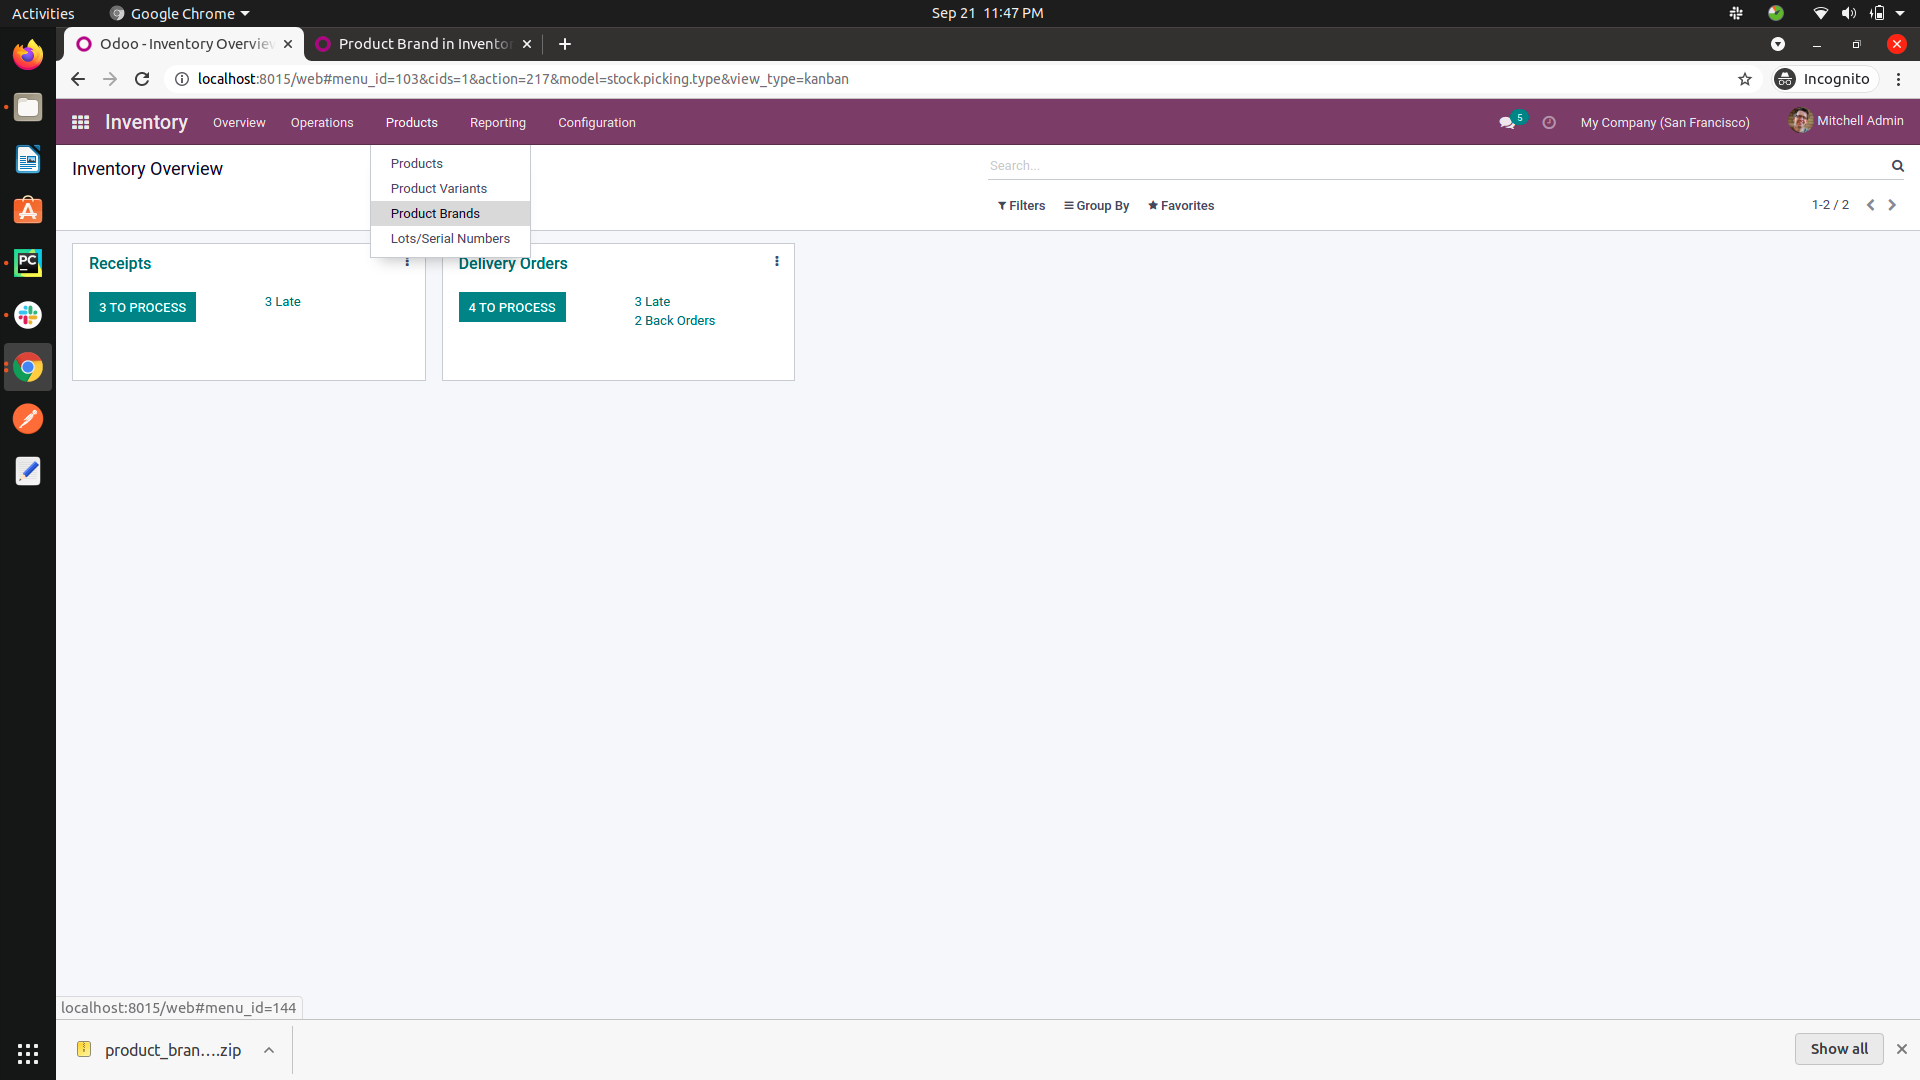 Activities
Google Chrome
Sep 21 11:47 PM
Odoo - Inventory Overview
Product Brand in Invento
localhost:8015/web#menu_id=103&cids=1&action=217&model=stock.picking.type&view_type=kanban
Incognito
Inventory
Overview
Operations
Products
Reporting
Configuration
5
My Company (San Francisco)
Mitchell Admin
Inventory Overview
Products
Product Variants
Product Brands
Lots/Serial Numbers
Search...
Filters
Group By
Favorites
1-2 / 2
Receipts
3 TO PROCESS
3 Late
Delivery Orders
4 TO PROCESS
3 Late
2 Back Orders
PC
localhost:8015/web#menu_id=144
product_bran....zip
Show all